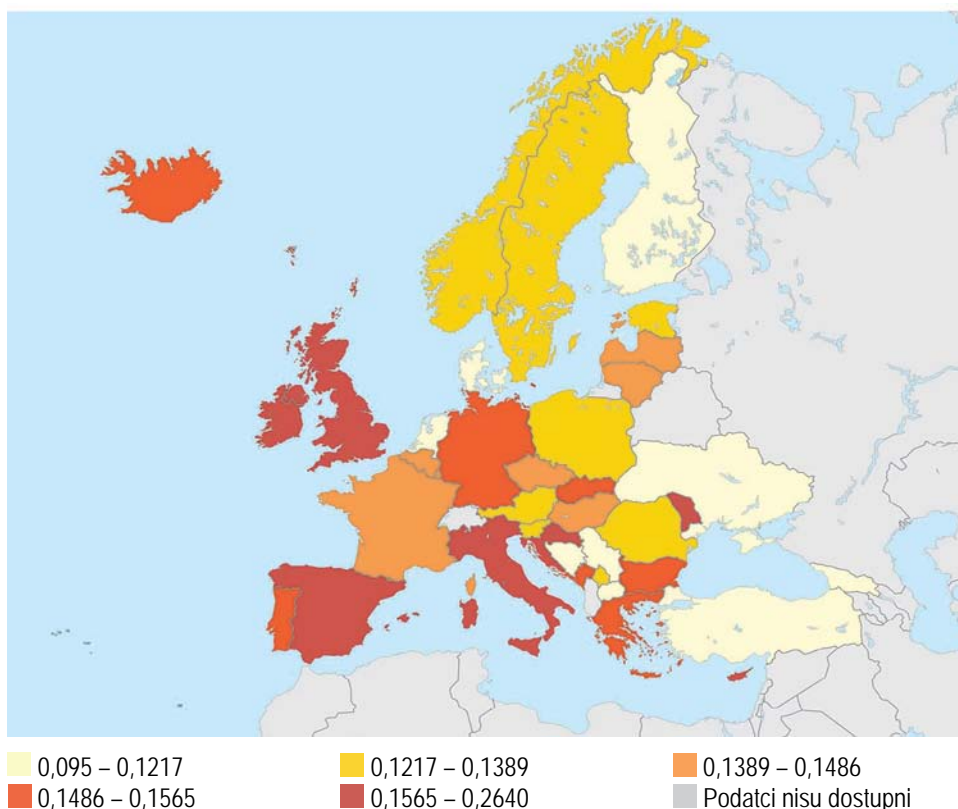 0,095 – 0,1217
0,1217 – 0,1389
0,1389 – 0,1486
0,1486 – 0,1565
0,1565 – 0,2640
Podatci nisu dostupni